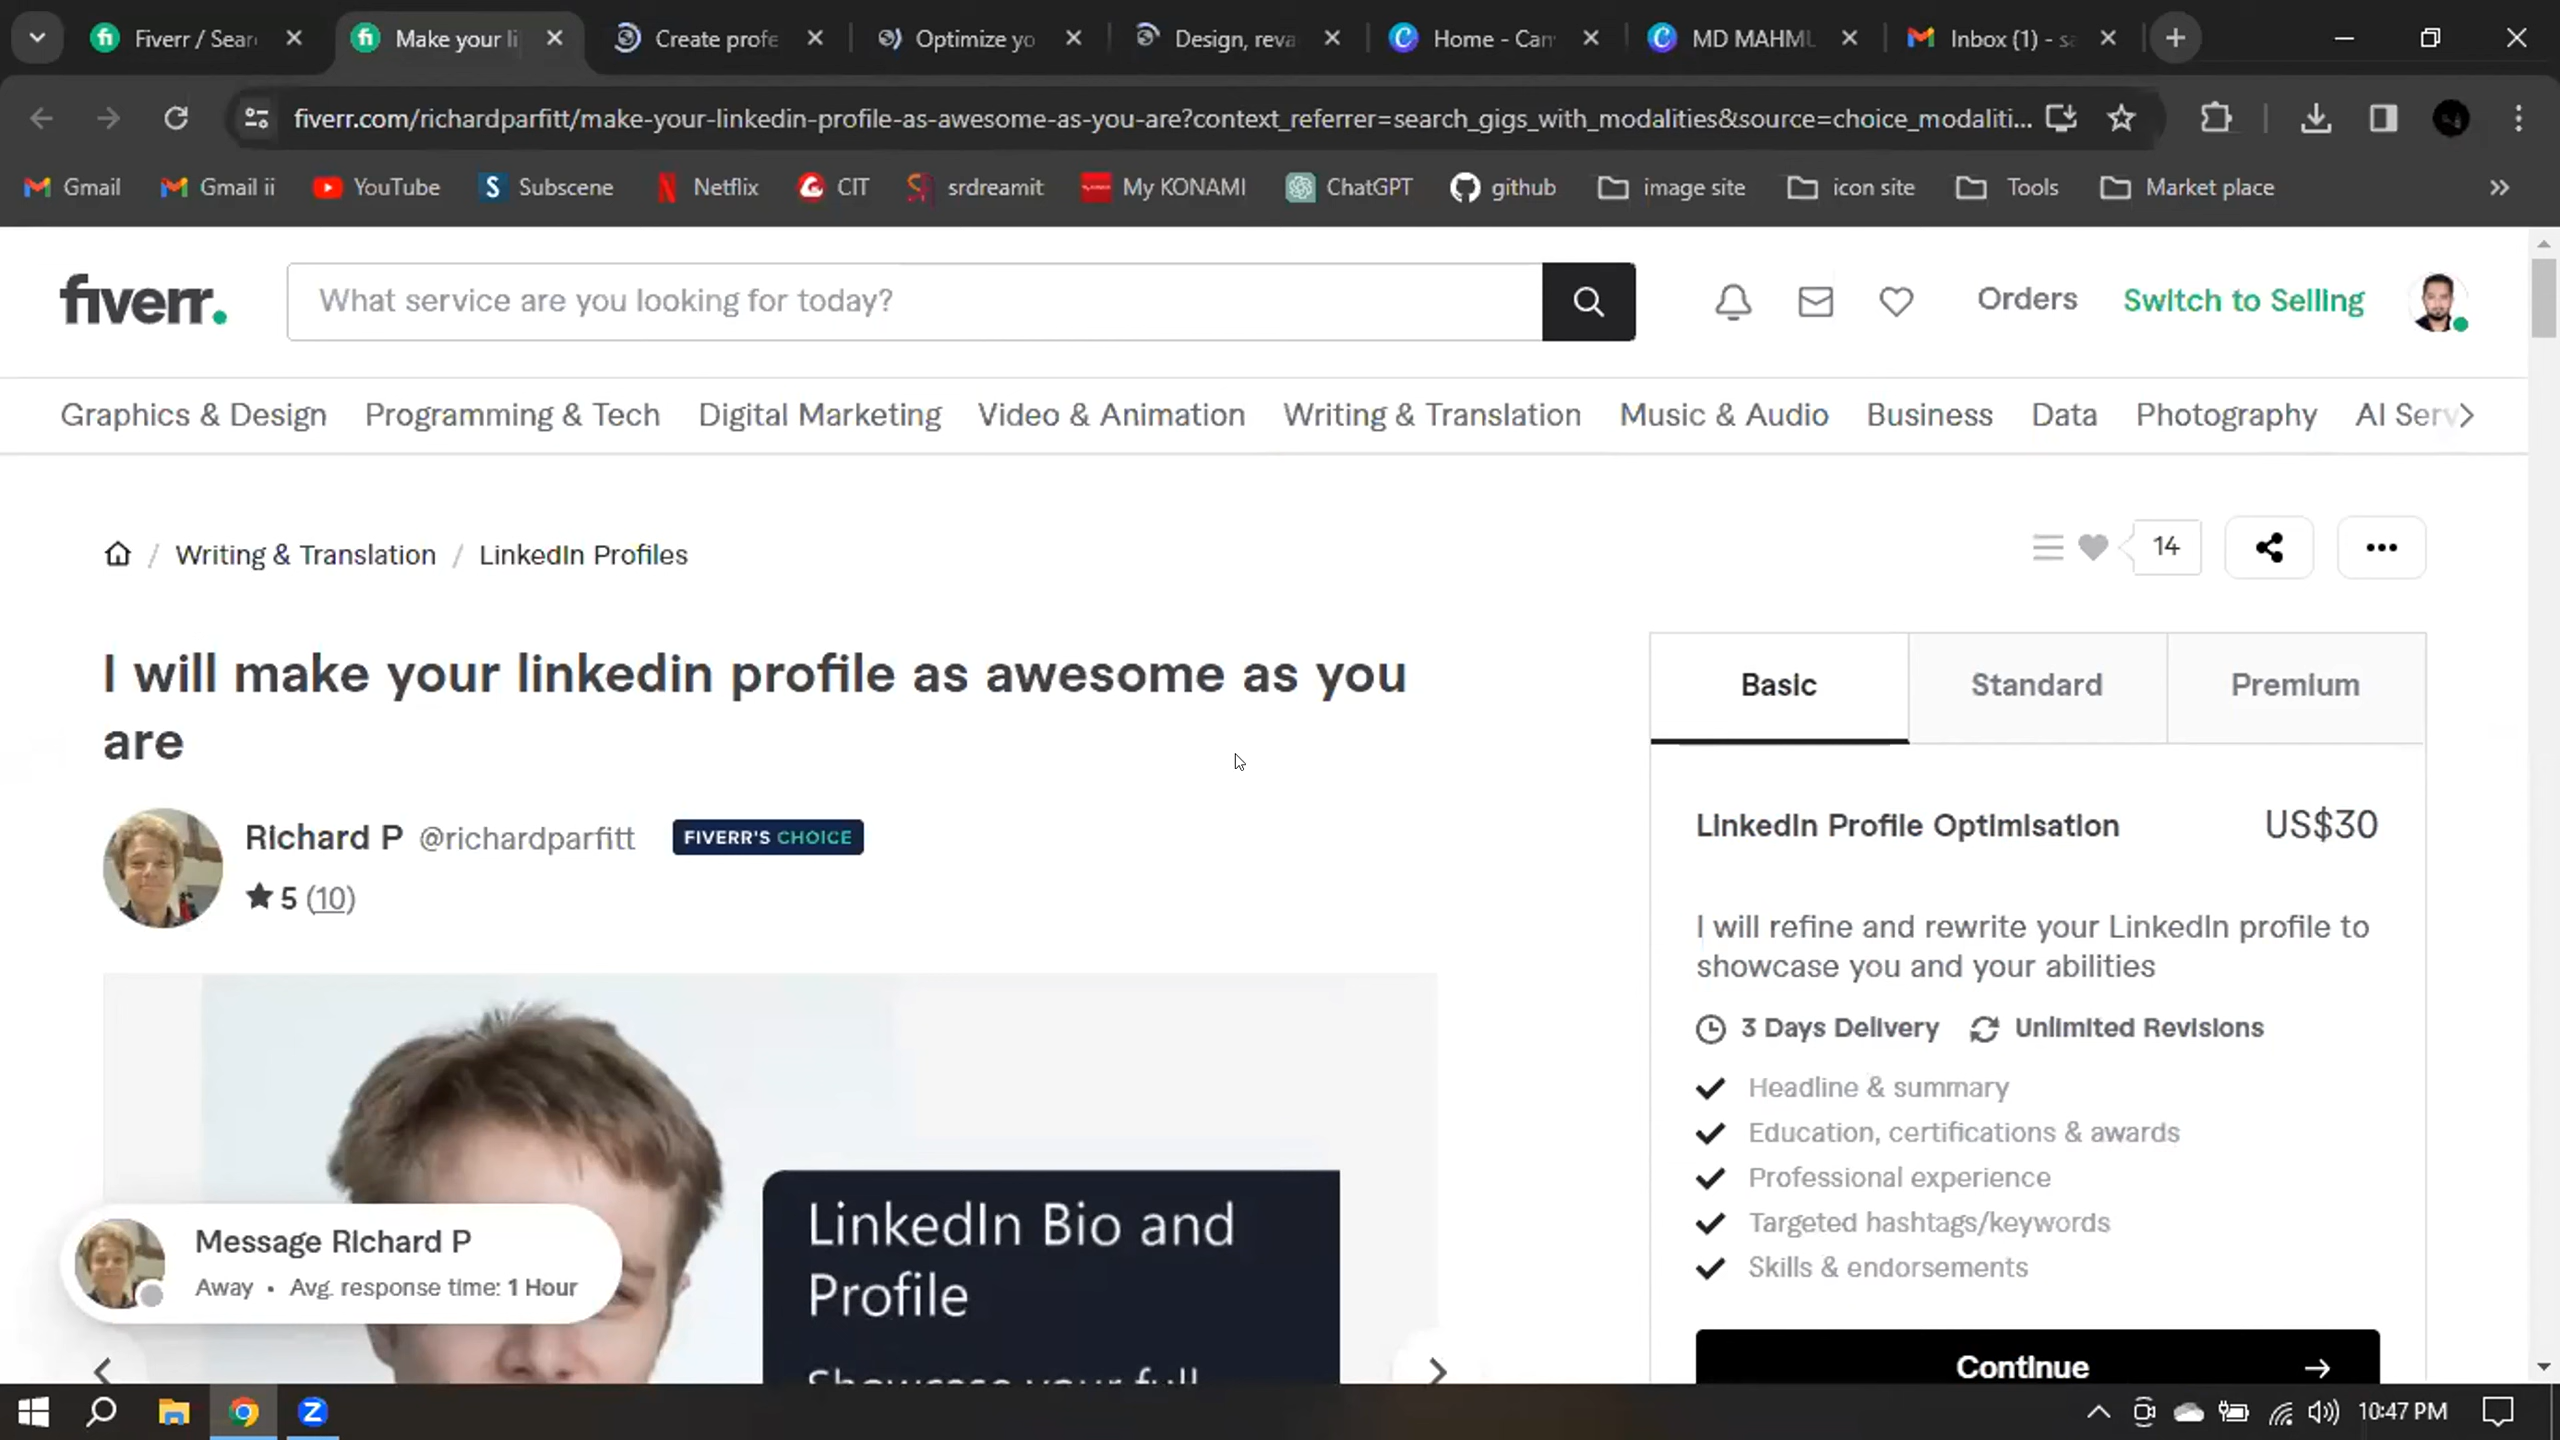 Fiverr / Sear
Make your li
Create profe
Optimize yo
Design, reva
Home - Can
MD MAHMU
Inbox (1) - sa
fiverr.com/richardparfitt/make-your-linkedin-profile-as-awesome-as-you-are?context_referrer=search_gigs_with_modalities&source=choice_modaliti...
Gmail
Gmail ii
YouTube
Subscene
Netflix
CIT
srdreamit
My KONAMI
ChatGPT
github
image site
icon site
Tools
Market place
fiverr.
What service are you looking for today?
Orders
Switch to Selling
Graphics & Design
Programming & Tech
Digital Marketing
Video & Animation
Writing & Translation
Music & Audio
Business
Data
Photography
AI Serv
/ Writing & Translation / LinkedIn Profiles
14
I will make your linkedin profile as awesome as you
are
Richard P @richardparfitt FIVERR'S CHOICE
5 (10)
Basic
Standard
Premium
LinkedIn Profile Optimisation US$30
I will refine and rewrite your LinkedIn profile to
showcase you and your abilities
3 Days Delivery Unlimited Revisions
Headline & summary
Education, certifications & awards
Professional experience
Targeted hashtags/keywords
Skills & endorsements
Continue
LinkedIn Bio and
Profile
Showcase your full
Message Richard P
Away • Avg. response time: 1 Hour
10:47 PM